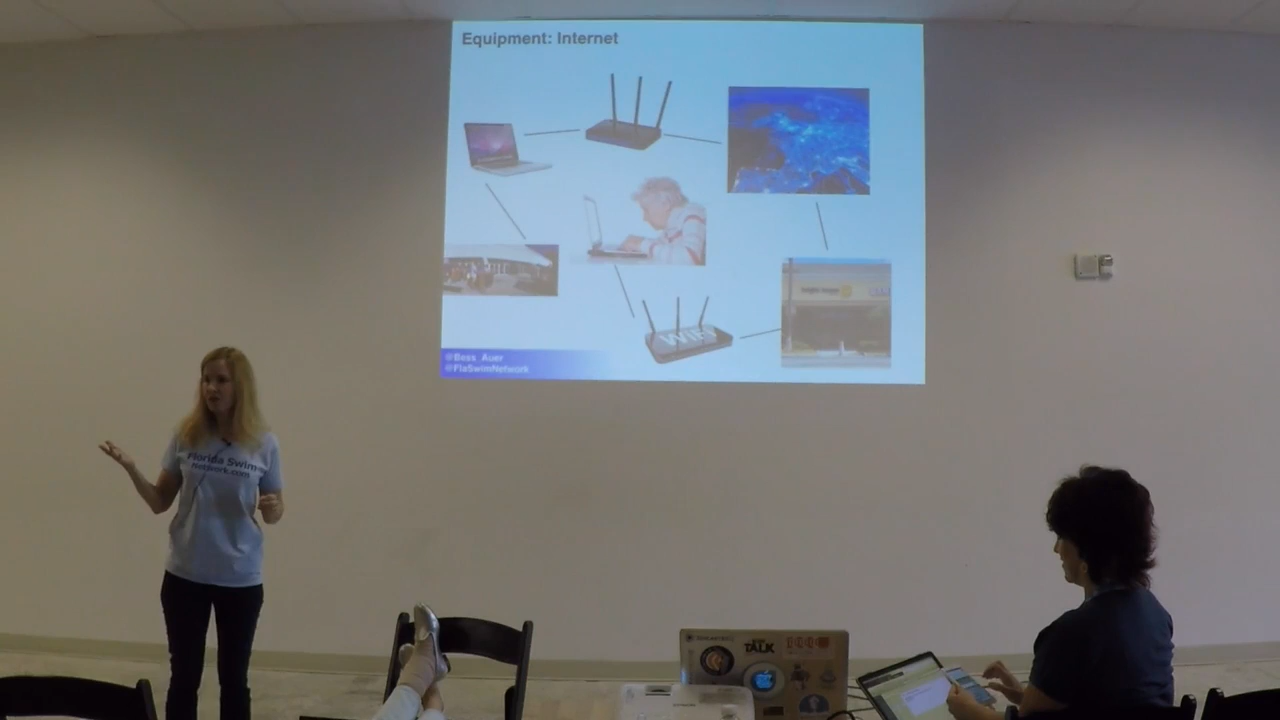 Equipment: Internet
WiFi
@Bess_Auer
@FlaSwimNetwork
Florida Swim
network.com
TALK